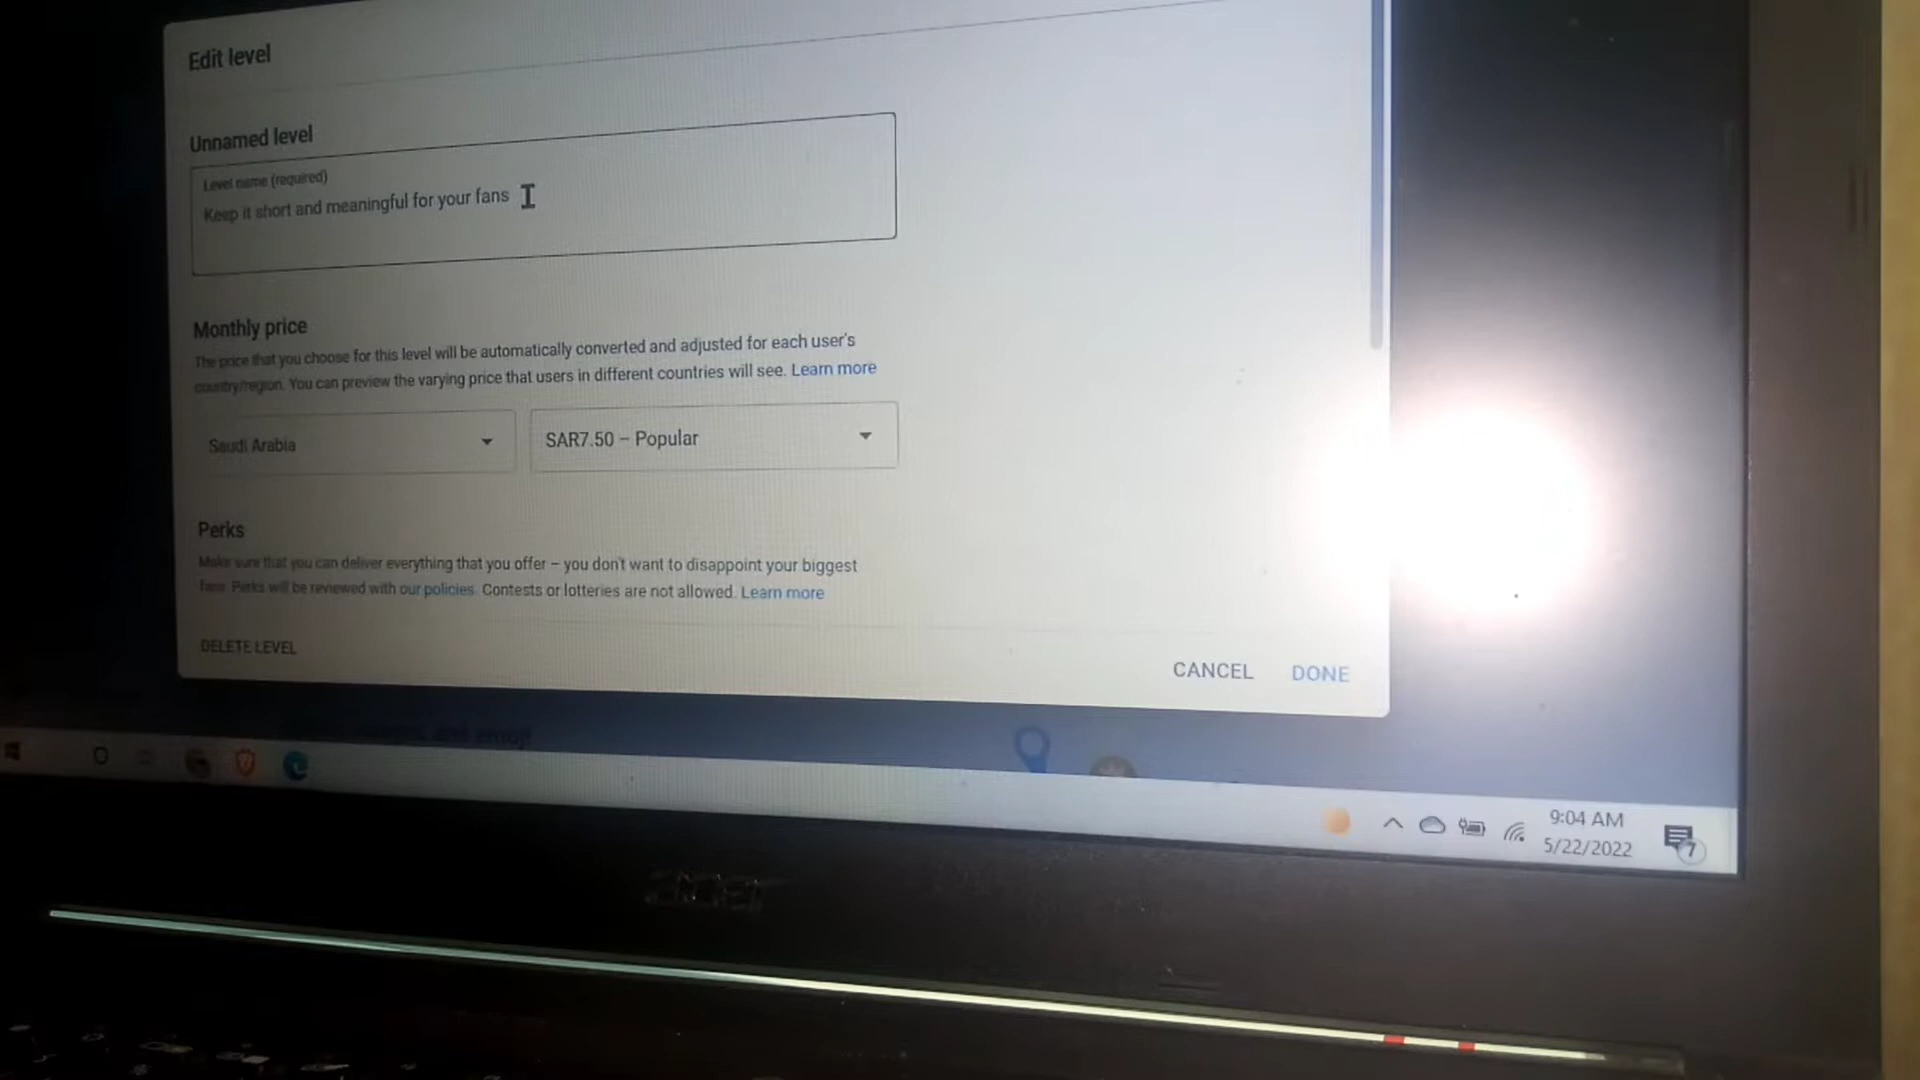 Edit level
Unnamed level
Level name (required)
Keep it short and meaningful for your fans
Monthly price
The price that you choose for this level will be automatically converted and adjusted for each user's
country/region. You can preview the varying price that users in different countries will see. Learn more
Saudi Arabia
SAR7.50 – Popular
Perks
Make sure that you can deliver everything that you offer – you don't want to disappoint your biggest
fans. Perks will be reviewed with our policies. Contests or lotteries are not allowed. Learn more
DELETE LEVEL
CANCEL
DONE
and emoji
9:04 AM
5/22/2022
7
acer